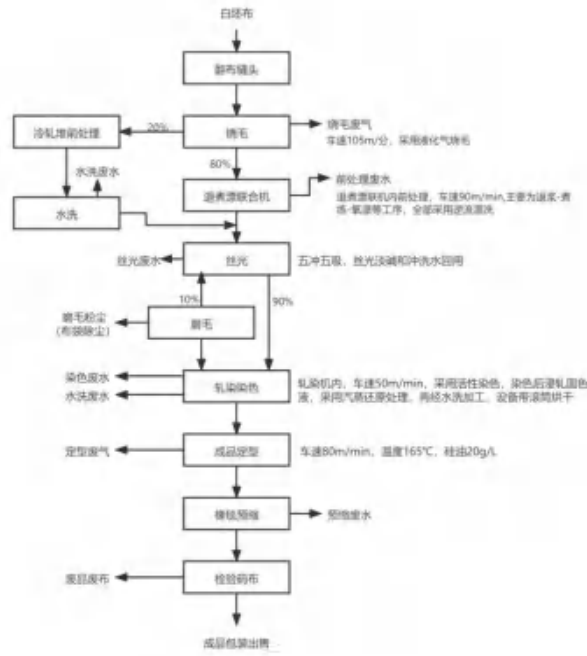 白坯布
翻布缝头
冷轧堆前处理
20%
烧毛
烧毛废气
车速105m/分，采用液化气烧毛
80%
水洗废水
退煮漂联合机
前处理废水
退煮漂联机内前处理，车速90m/min,主要为退浆-煮
练-氧漂等工序，全部采用逆流漂洗
水洗
丝光废水
丝光
五冲五吸，丝光淡碱和冲洗水回用
10%
90%
磨毛粉尘
(布袋除尘)
磨毛
染色废水
水洗废水
轧染染色
轧染机内，车速50m/min，采用活性染色，染色后浸轧固色
液，采用汽蒸还原处理，再经水洗加工，设备带滚筒烘干
定型废气
成品定型
车速80m/min，温度165℃，硅油20g/L
橡毯预缩
预缩废水
废品废布
检验码布
成品包装出售